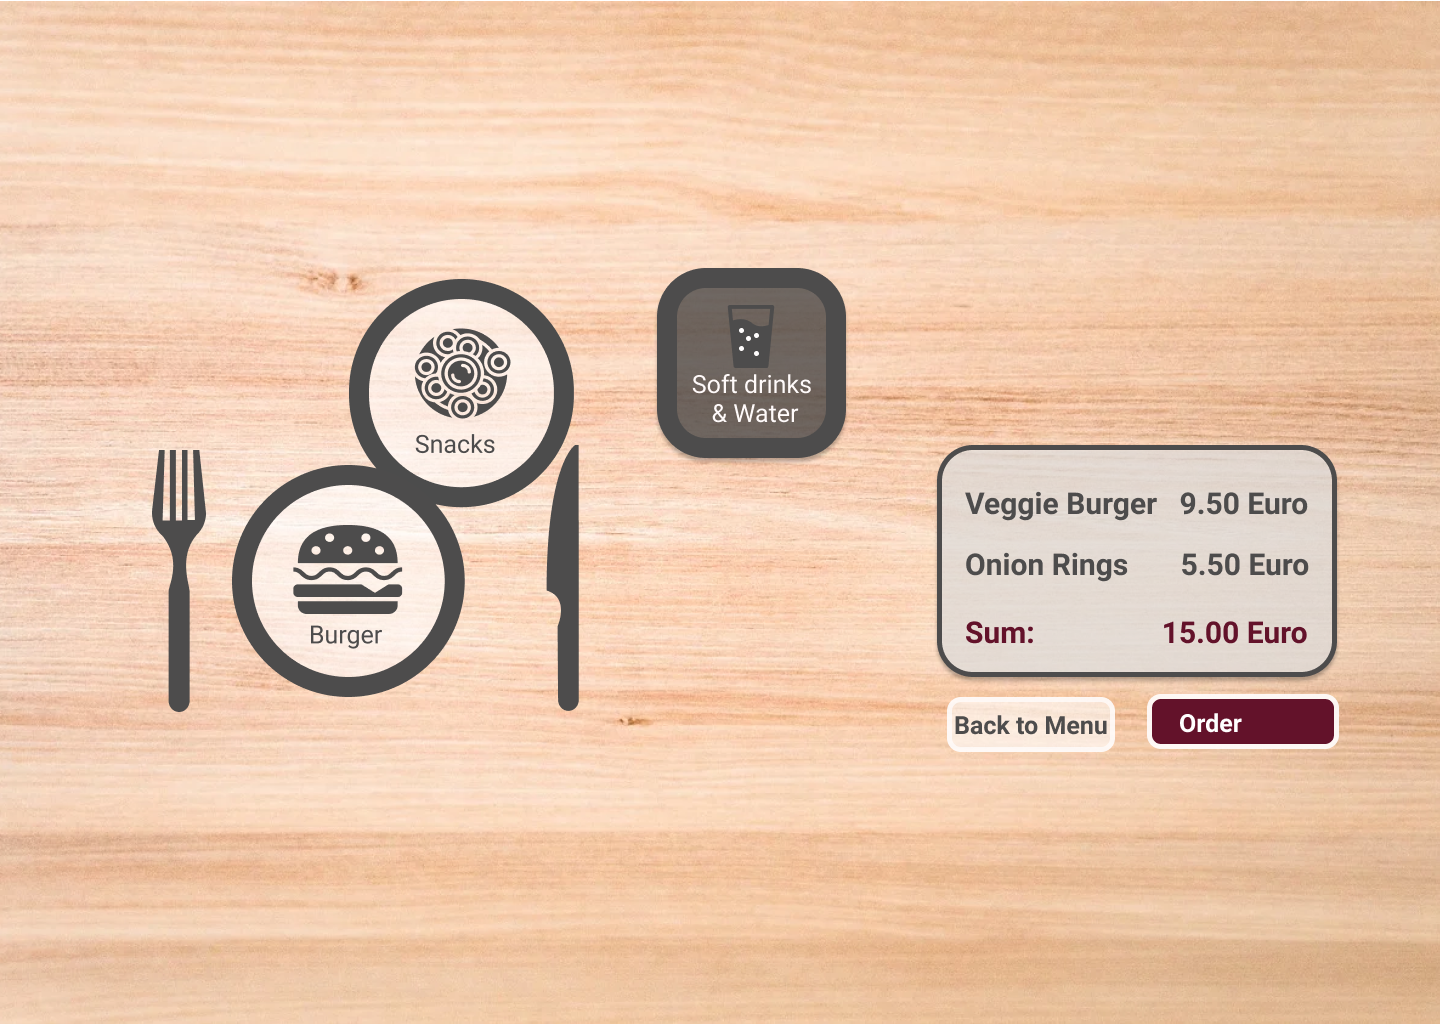 Snacks
Burger
Soft drinks
& Water
Veggie Burger 9.50 Euro
Onion Rings 5.50 Euro
Sum: 15.00 Euro
Back to Menu
Order